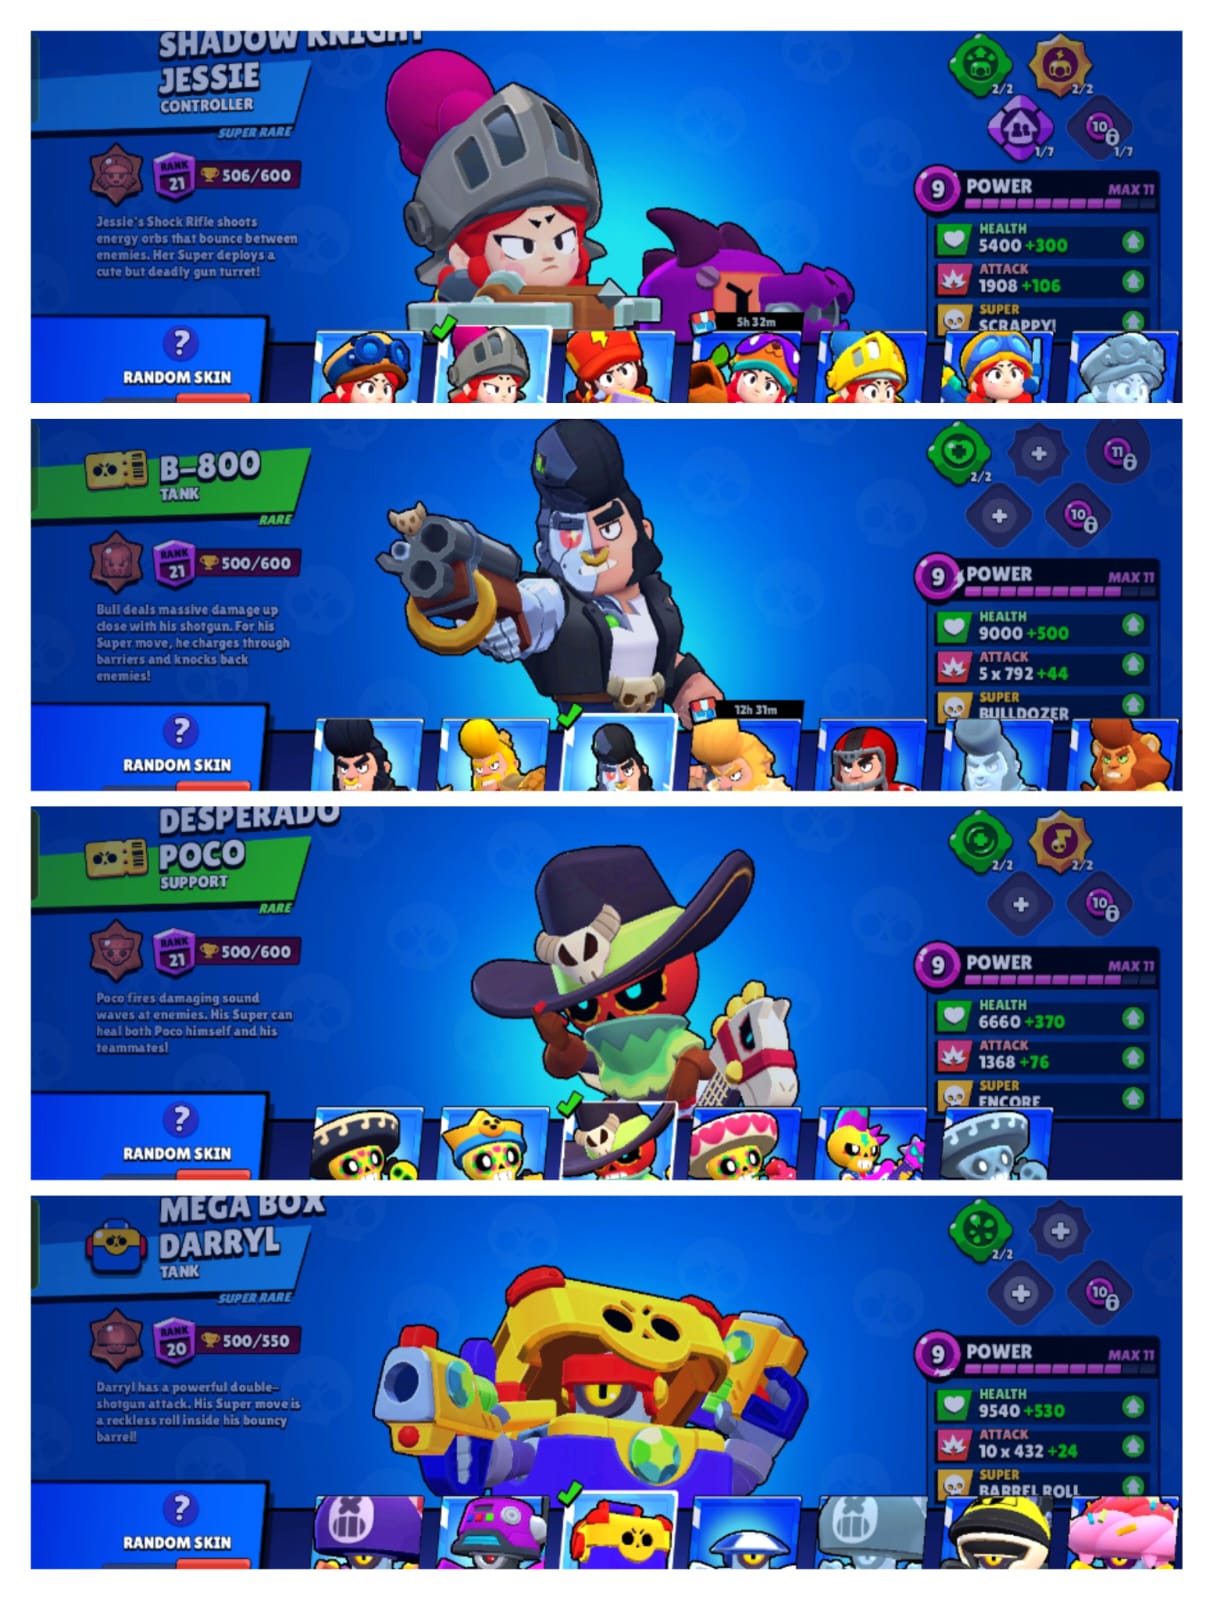 SHADOW KNIGHT
JESSIE
CONTROLLER
SUPER RARE
RANK
21
506/600
Jessie's Shock Rifle shoots
energy orbs that bounce between
enemies. Her Super deploys a
cute but deadly gun turret!
?
RANDOM SKIN
5h 32m
2/2
2/2
1/7
10
1/7
9
POWER
MAX 11
HEALTH
5400 +300
ATTACK
1908 +106
SUPER
SCRAPPY!
B-800
TANK
RARE
RANK
21
500/600
Bull deals massive damage up
close with his shotgun. For his
Super move, he charges through
barriers and knocks back
enemies!
?
RANDOM SKIN
12h 31m
2/2
11
10
9
POWER
MAX 11
HEALTH
9000 +500
ATTACK
5 x 792 +44
SUPER
BULLDOZER
DESPERADO
POCO
SUPPORT
RARE
RANK
21
500/600
Poco fires damaging sound
waves at enemies. His Super can
heal both Poco himself and his
teammates!
?
RANDOM SKIN
2/2
2/2
10
9
POWER
MAX 11
HEALTH
6660 +370
ATTACK
1368 +76
SUPER
ENCORE
MEGA BOX
DARRYL
TANK
SUPER RARE
RANK
20
500/550
Darryl has a powerful double-
shotgun attack. His Super move is
a reckless roll inside his bouncy
barrel!
?
RANDOM SKIN
2/2
10
9
POWER
MAX 11
HEALTH
9540 +530
ATTACK
10 x 432 +24
SUPER
BARREL ROLL